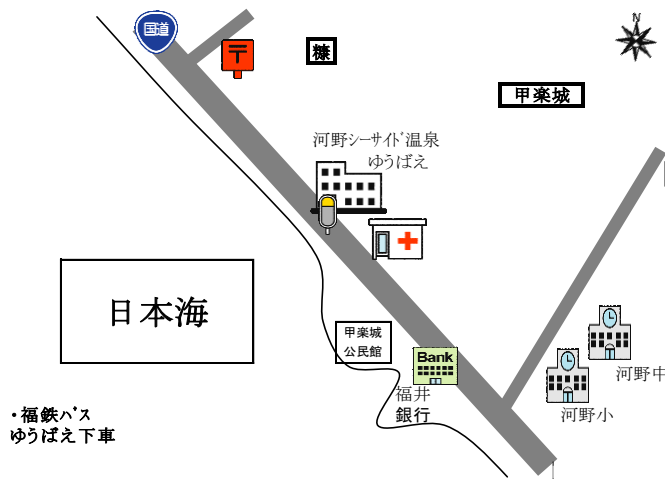 国道
〒
糠
N
甲楽城
河野シーサイド温泉
ゆうばえ
日本海
甲楽城
公民館
Bank
福井
銀行
河野中
河野小
・福鉄バス
ゆうばえ下車